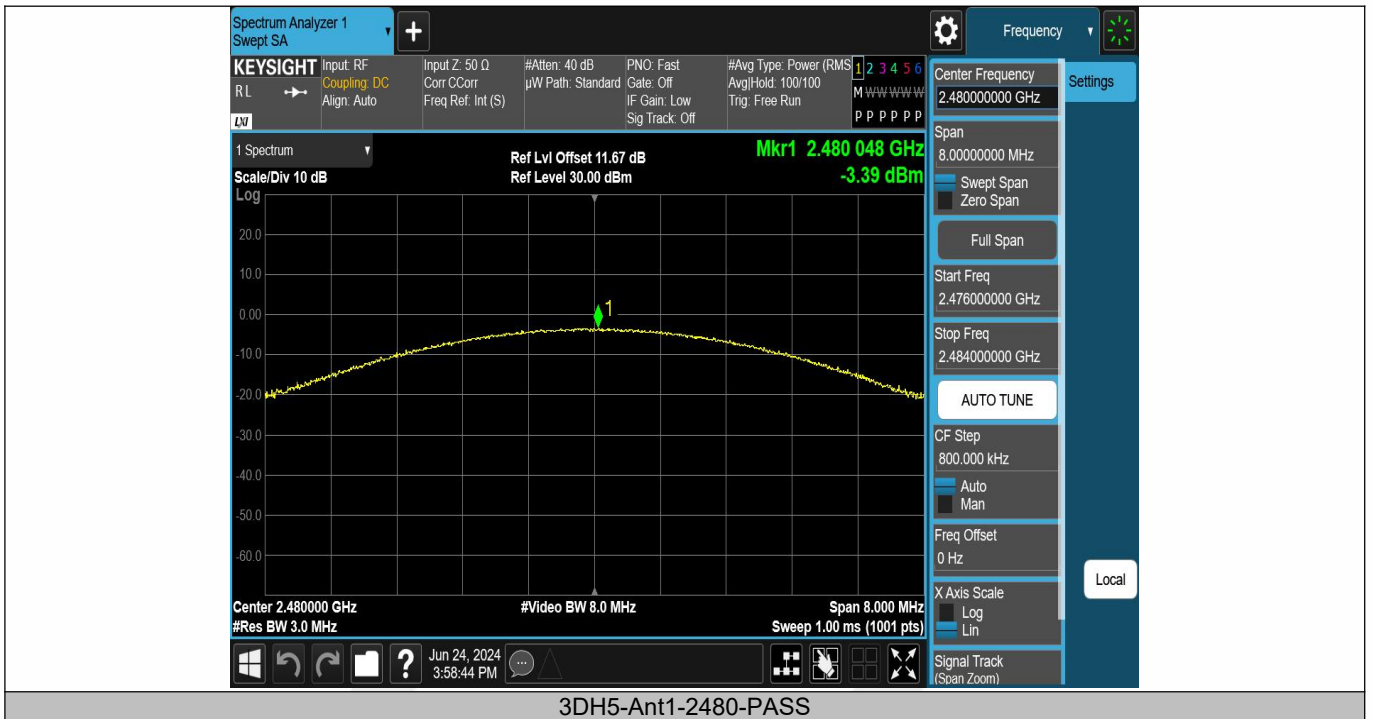 Spectrum Analyzer 1
Swept SA
+
Frequency
KEYSIGHT
RL
LXI
Input: RF
Coupling: DC
Align: Auto
Input Z: 50 Ω
Corr CCorr
Freq Ref: Int (S)
#Atten: 40 dB
µW Path: Standard
PNO: Fast
Gate: Off
IF Gain: Low
Sig Track: Off
#Avg Type: Power (RMS
Avg|Hold: 100/100
Trig: Free Run
1 2 3 4 5 6
M W W W W W
P P P P P P
Center Frequency
2.480000000 GHz
Settings
Span
8.00000000 MHz
Swept Span
Zero Span
Full Span
Start Freq
2.476000000 GHz
Stop Freq
2.484000000 GHz
AUTO TUNE
CF Step
800.000 kHz
Auto
Man
Freq Offset
0 Hz
X Axis Scale
Log
Lin
Signal Track
(Span Zoom)
Local
1 Spectrum
Scale/Div 10 dB
Log
Ref Lvl Offset 11.67 dB
Ref Level 30.00 dBm
Mkr1 2.480 048 GHz
-3.39 dBm
20.0
10.0
0.00
-10.0
-20.0
-30.0
-40.0
-50.0
-60.0
1
Center 2.480000 GHz
#Res BW 3.0 MHz
#Video BW 8.0 MHz
Span 8.000 MHz
Sweep 1.00 ms (1001 pts)
?
Jun 24, 2024
3:58:44 PM
3DH5-Ant1-2480-PASS